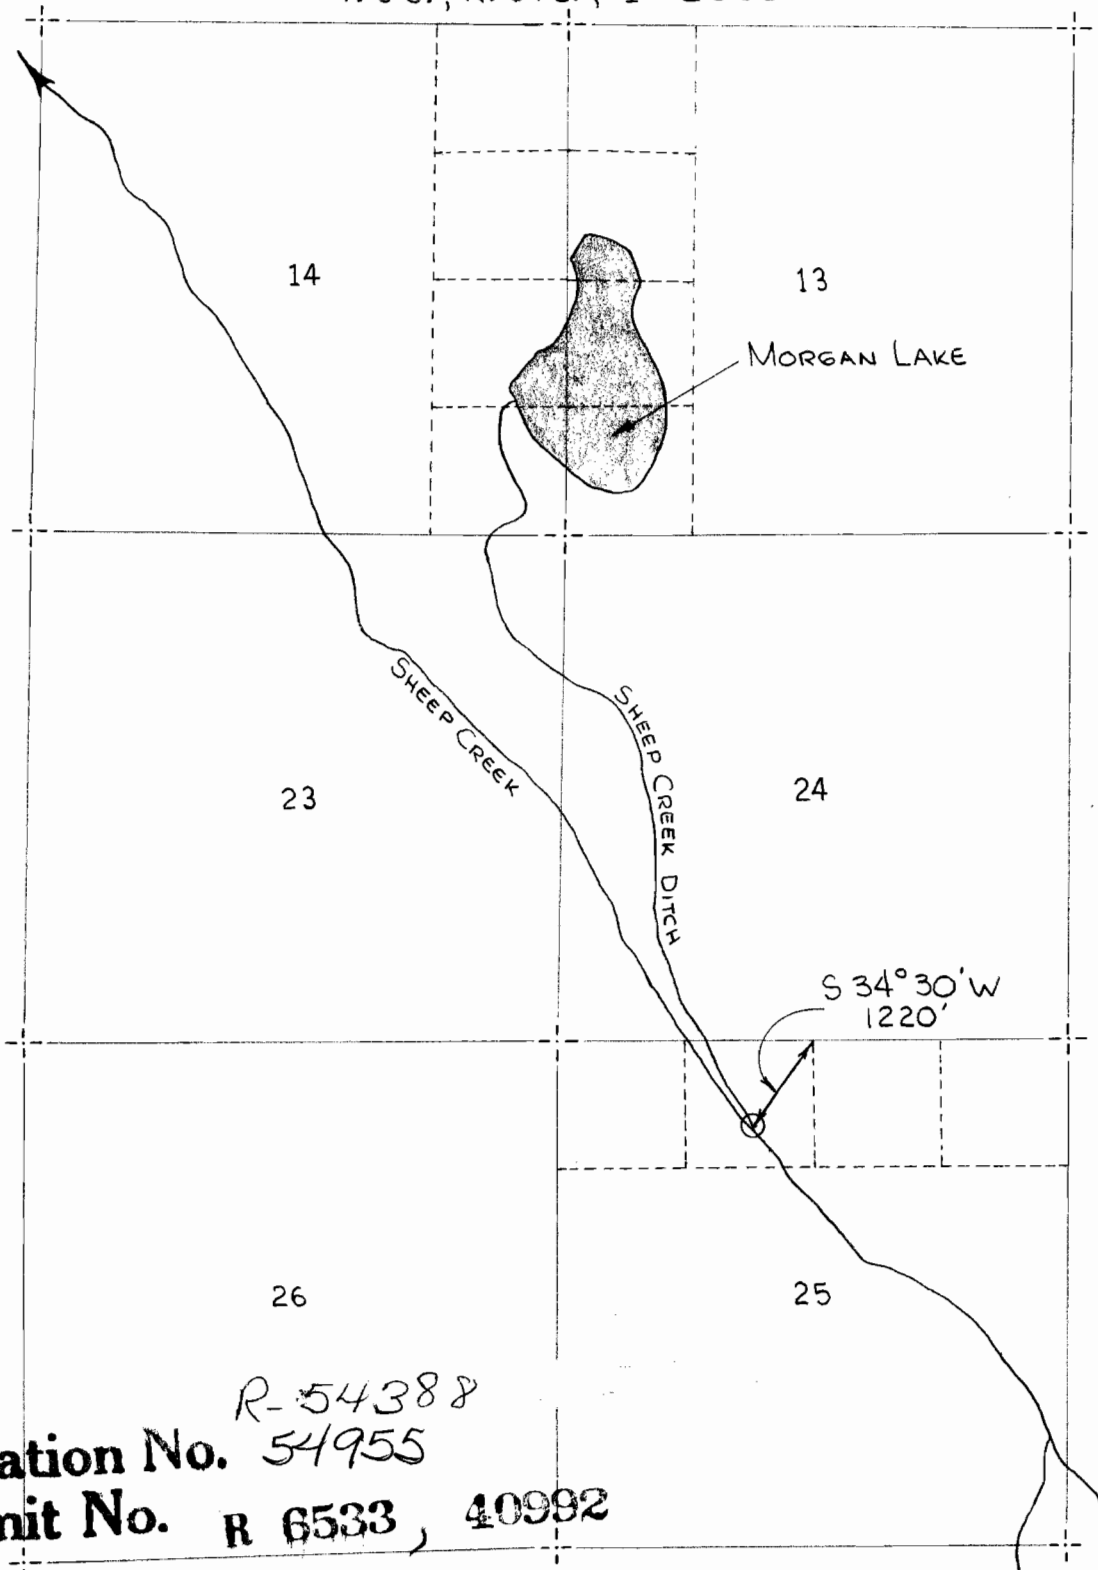 14
13
MORGAN LAKE
SHEEP CREEK
SHEEP CREEK DITCH
23
24
S 34°30'W
1220'
26
25
R-54388
ation No. 54955
mit No. R 6533, 40992